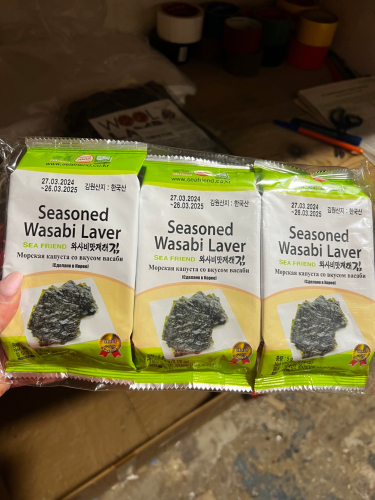 WOOL
www.seafriend.co.kr
27.03.2024
~26.03.2025
김원산지 : 한국산
Seasoned
Wasabi Laver
SEA FRIEND 와사비맛재래김
Морская капуста со вкусом васаби
(Сделано в Корее)
27.03.2024
~26.03.2025
김원산지 : 한국산
Seasoned
Wasabi Laver
SEA FRIEND 와사비맛재래김
Морская капуста со вкусом васаби
(Сделано в Корее)
27.03.2024
~26.03.2025
김원산지 : 한국산
Seasoned
Wasabi Laver
SEA FRIEND 와사비맛재래김
Морская капуста со вкусом васаби
(Сделано в Корее)